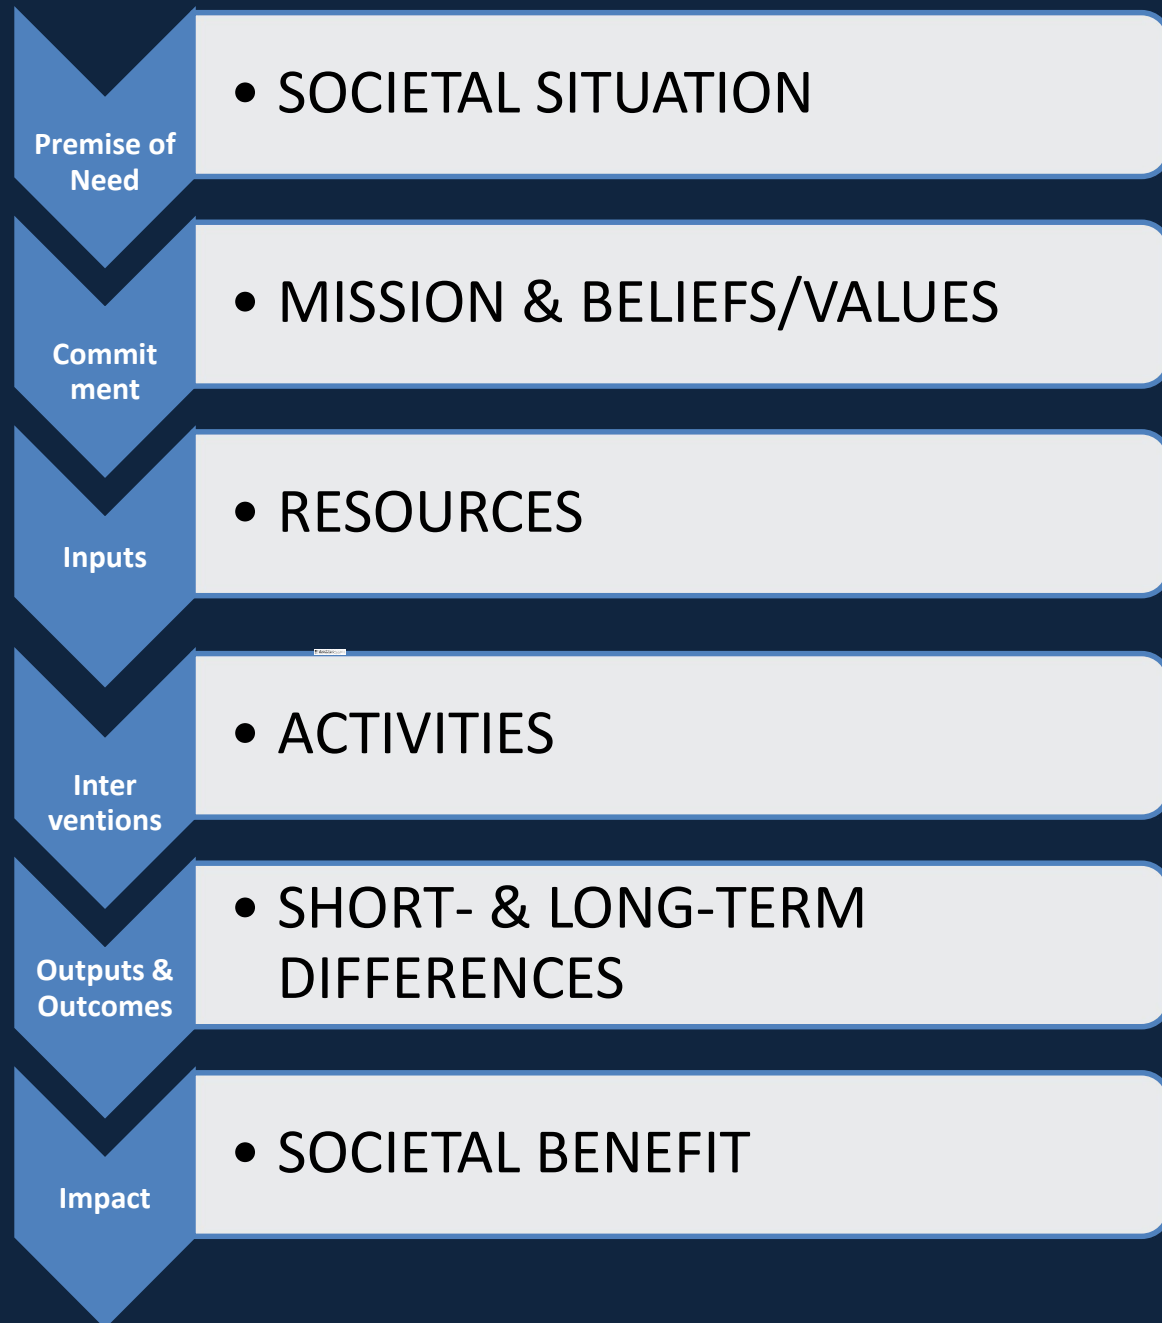 Premise of
Need
• SOCIETAL SITUATION
Commit
ment
• MISSION & BELIEFS/VALUES
Inputs
• RESOURCES
Inter
ventions
• ACTIVITIES
Outputs &
Outcomes
• SHORT- & LONG-TERM
DIFFERENCES
Impact
• SOCIETAL BENEFIT